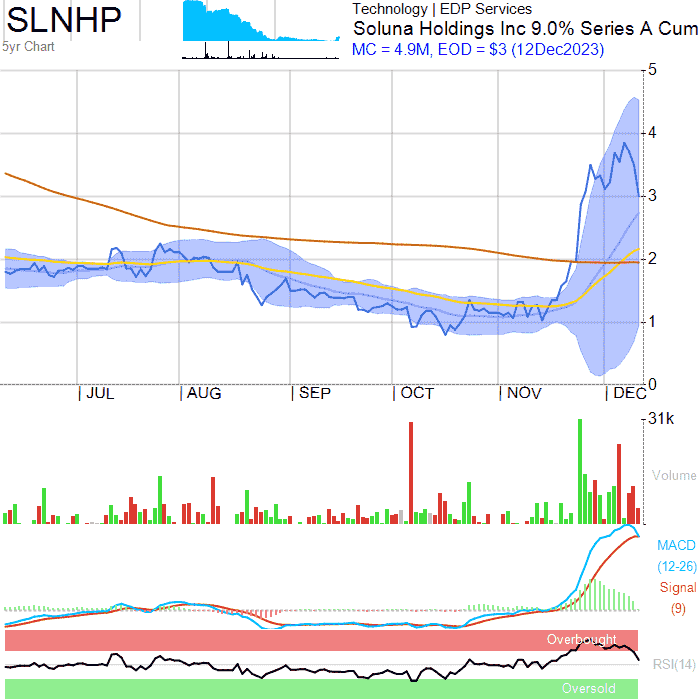 SLNHP
5yr Chart
Technology | EDP Services
Soluna Holdings Inc 9.0% Series A Cum
MC = 4.9M, EOD = $3 (12Dec2023)
5
4
3
2
1
0
| JUL | AUG | SEP | OCT | NOV | DEC
31k
Volume
MACD
(12-26)
Signal
(9)
Overbought
RSI(14)
Oversold